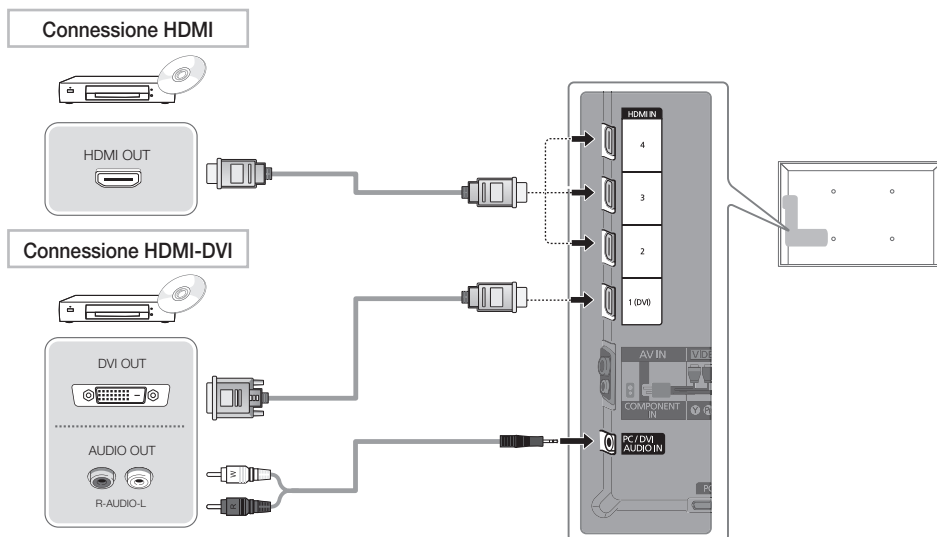 Connessione HDMI
HDMI OUT
Connessione HDMI-DVI
DVI OUT
AUDIO OUT
R-AUDIO-L
W
R
HDMI IN
4
3
2
1 (DVI)
AV IN
COMPONENT
IN
Y
PC / DVI
AUDIO IN